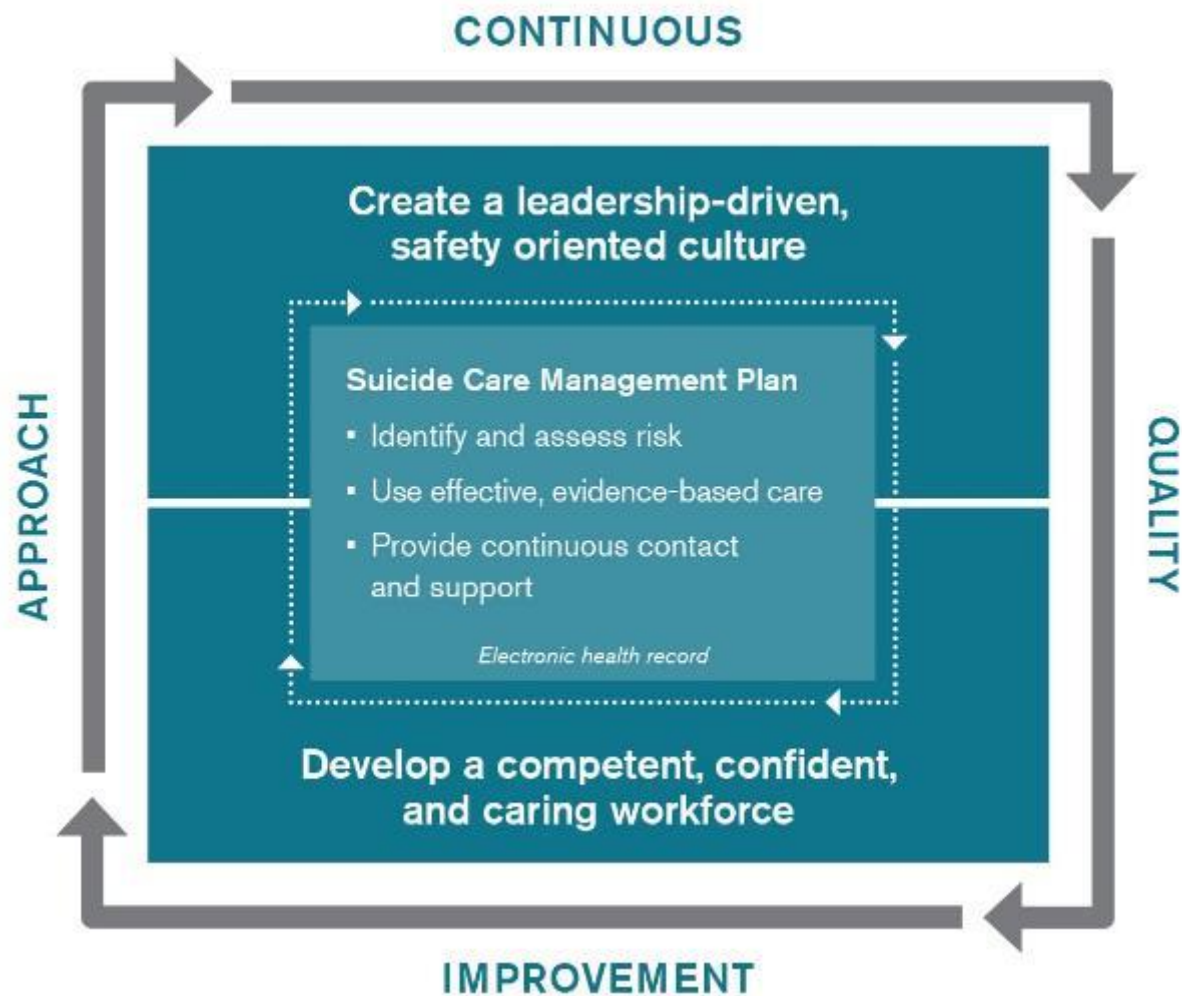 CONTINUOUS
Create a leadership-driven,
safety oriented culture
Suicide Care Management Plan
▪ Identify and assess risk
▪ Use effective, evidence-based care
▪ Provide continuous contact
and support
Electronic health record
Develop a competent, confident,
and caring workforce
QUALITY
IMPROVEMENT
APPROACH